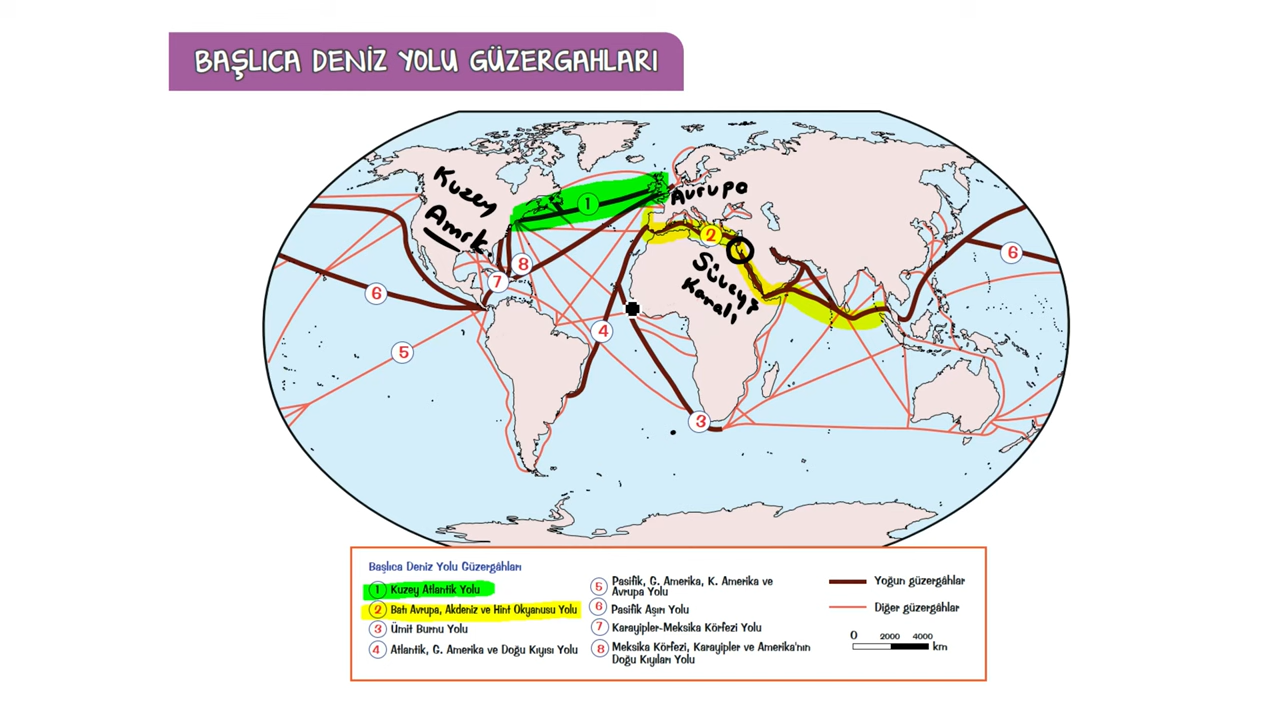 BAŞLICA DENİZ YOLU GÜZERGAHLARI
Kuzey
Amrk.
Avrupa
Süveyş
Kanalı
1
2
3
4
5
6
6
7
8
Başlıca Deniz Yolu Güzergâhları
1 Kuzey Atlantik Yolu
2 Batı Avrupa, Akdeniz ve Hint Okyanusu Yolu
3 Ümit Burnu Yolu
4 Atlantik, G. Amerika ve Doğu Kıyısı Yolu
5 Pasifik, G. Amerika, K. Amerika ve
Avrupa Yolu
6 Pasifik Aşırı Yolu
7 Karayipler-Meksika Körfezi Yolu
8 Meksika Körfezi, Karayipler ve Amerika'nın
Doğu Kıyıları Yolu
Yoğun güzergâhlar
Diğer güzergâhlar
0 2000 4000
km